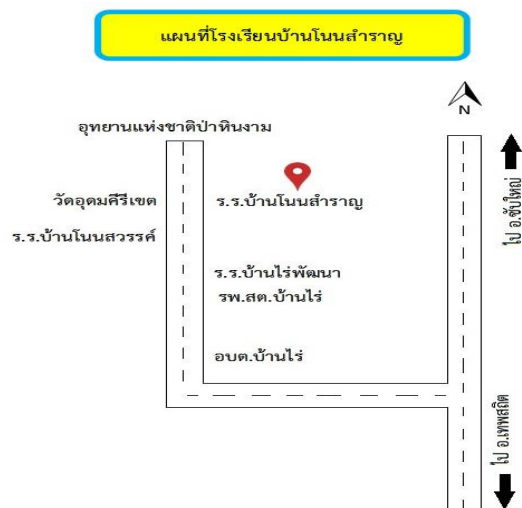 แผนที่โรงเรียนบ้านโนนสำราญ
N
อุทยานแห่งชาติป่าหินงาม
วัดอุดมคีรีเขต
ร.ร.บ้านโนนสำราญ
ร.ร.บ้านโนนสวรรค์
ไป อ.ซับใหญ่
ร.ร.บ้านไร่พัฒนา
รพ.สต.บ้านไร่
อบต.บ้านไร่
ไป อ.เทพสถิต